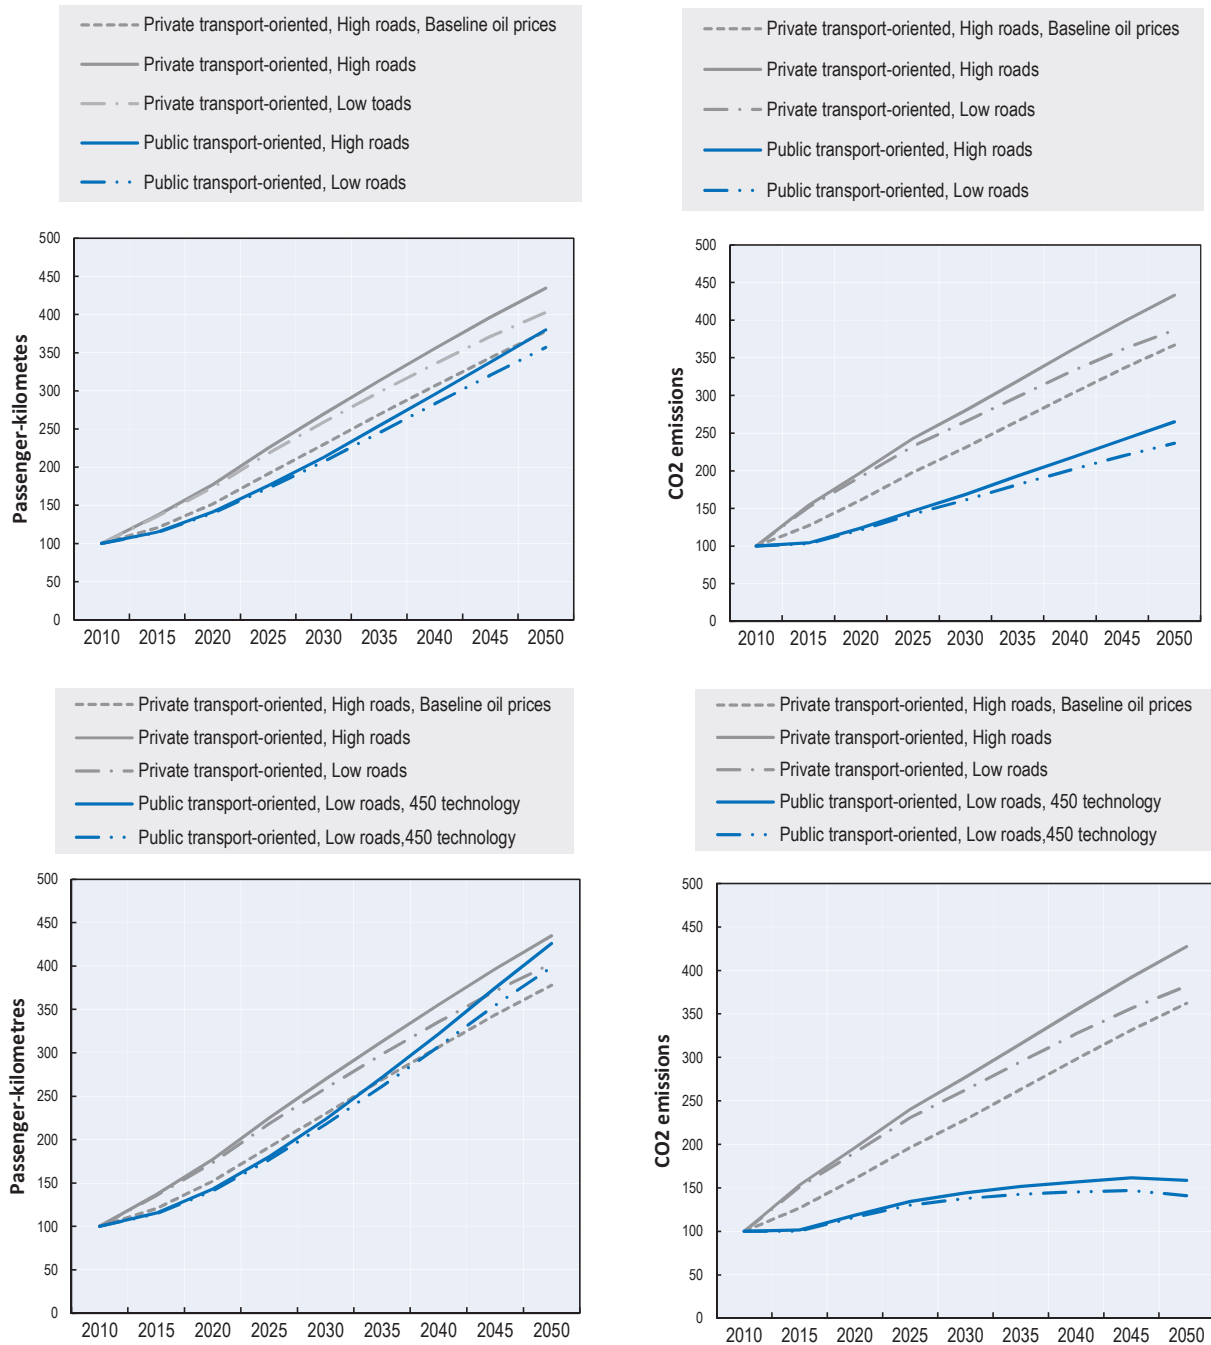 Private transport-oriented, High roads, Baseline oil prices
Private transport-oriented, High roads
Private transport-oriented, Low toads
Public transport-oriented, High roads
Public transport-oriented, Low roads
500
450
400
350
300
250
200
150
100
50
0
Passenger-kilometes
2010 2015 2020 2025 2030 2035 2040 2045 2050
Private transport-oriented, High roads, Baseline oil prices
Private transport-oriented, High roads
Private transport-oriented, Low roads
Public transport-oriented, High roads
Public transport-oriented, Low roads
500
450
400
350
300
250
200
150
100
50
0
CO2 emissions
2010 2015 2020 2025 2030 2035 2040 2045 2050
Private transport-oriented, High roads, Baseline oil prices
Private transport-oriented, High roads
Private transport-oriented, Low roads
Public transport-oriented, Low roads, 450 technology
Public transport-oriented, Low roads,450 technology
500
450
400
350
300
250
200
150
100
50
0
Passenger-kilometres
2010 2015 2020 2025 2030 2035 2040 2045 2050
Private transport-oriented, High roads, Baseline oil prices
Private transport-oriented, High roads
Private transport-oriented, Low roads
Public transport-oriented, Low roads, 450 technology
Public transport-oriented, Low roads,450 technology
500
450
400
350
300
250
200
150
100
50
0
CO2 emissions
2010 2015 2020 2025 2030 2035 2040 2045 2050